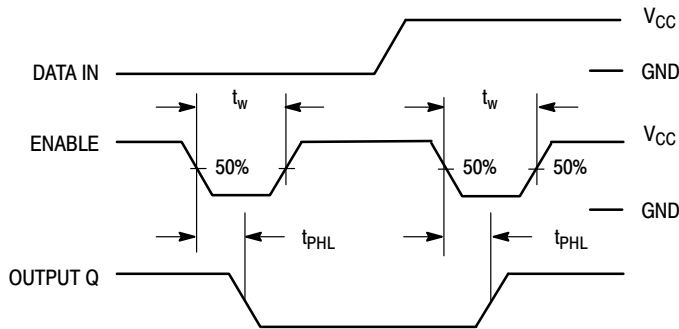 V_CC
DATA IN
GND
t_w
t_w
ENABLE
V_CC
50%
50%
50%
GND
t_PHL
t_PHL
OUTPUT Q